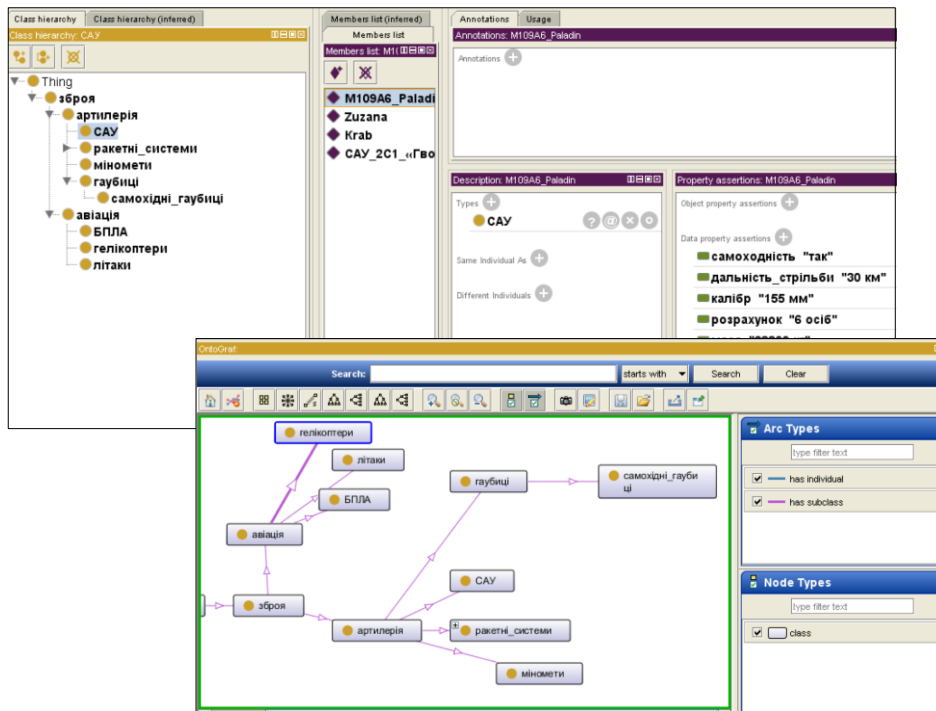 Class hierarchy
Class hierarchy (inferred)
Class hierarchy: САУ
Thing
зброя
артилерія
САУ
ракетні_системи
міномети
гаубиці
самохідні_гаубиці
авіація
БПЛА
гелікоптери
літаки
Members list (inferred)
Members list
Members list: M1(
M109A6_Paladi
Zuzana
Krab
САУ_2С1_«Гво
Annotations
Usage
Annotations: M109A6_Paladin
Annotations
Description: M109A6_Paladin
Types
САУ
Same Individual As
Different Individuals
Property assertions: M109A6_Paladin
Object property assertions
Data property assertions
самоходність "так"
дальність_стрільби "30 км"
калібр "155 мм"
розрахунок "6 осіб"
OntoGraf
Search:
starts with
Search
Clear
гелікоптери
літаки
БПЛА
авіація
зброя
артилерія
гаубиці
самохідні_гауби
ці
САУ
ракетні_системи
міномети
Arc Types
type filter text
has individual
has subclass
Node Types
type filter text
class